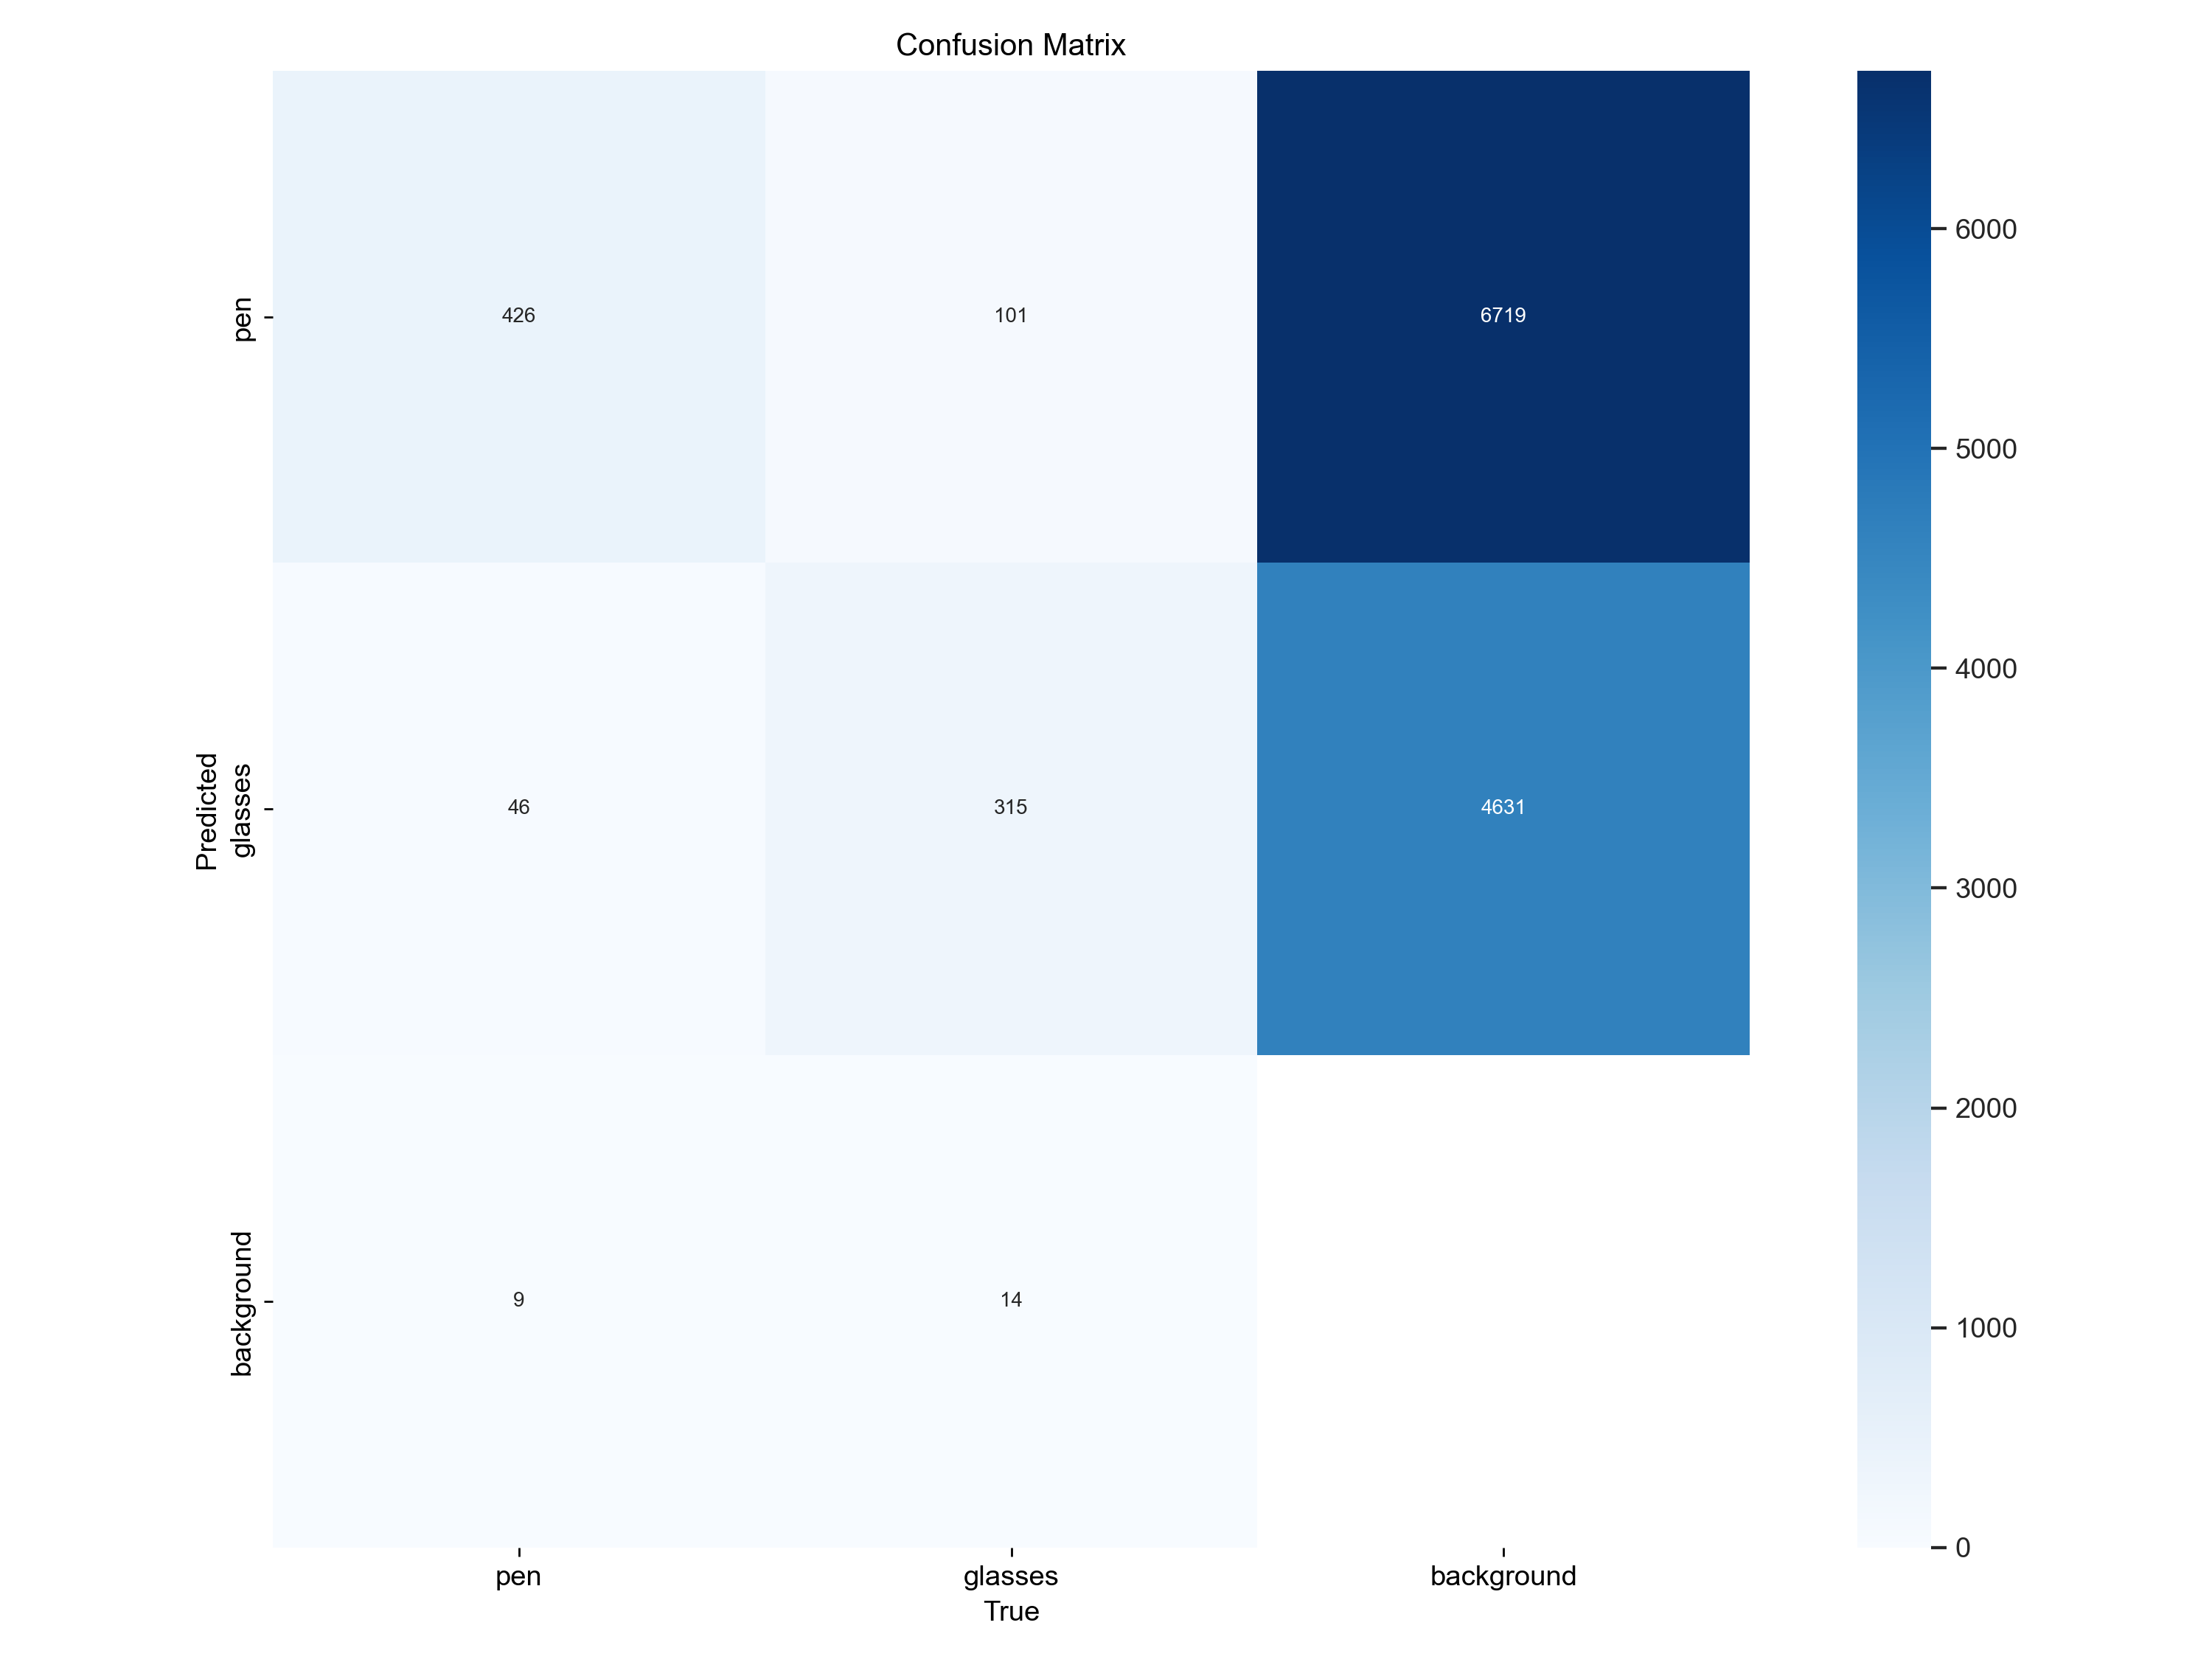 Confusion Matrix
Predicted
pen
426
101
6719
glasses
46
315
4631
background
9
14
pen
glasses
background
True
6000
5000
4000
3000
2000
1000
0